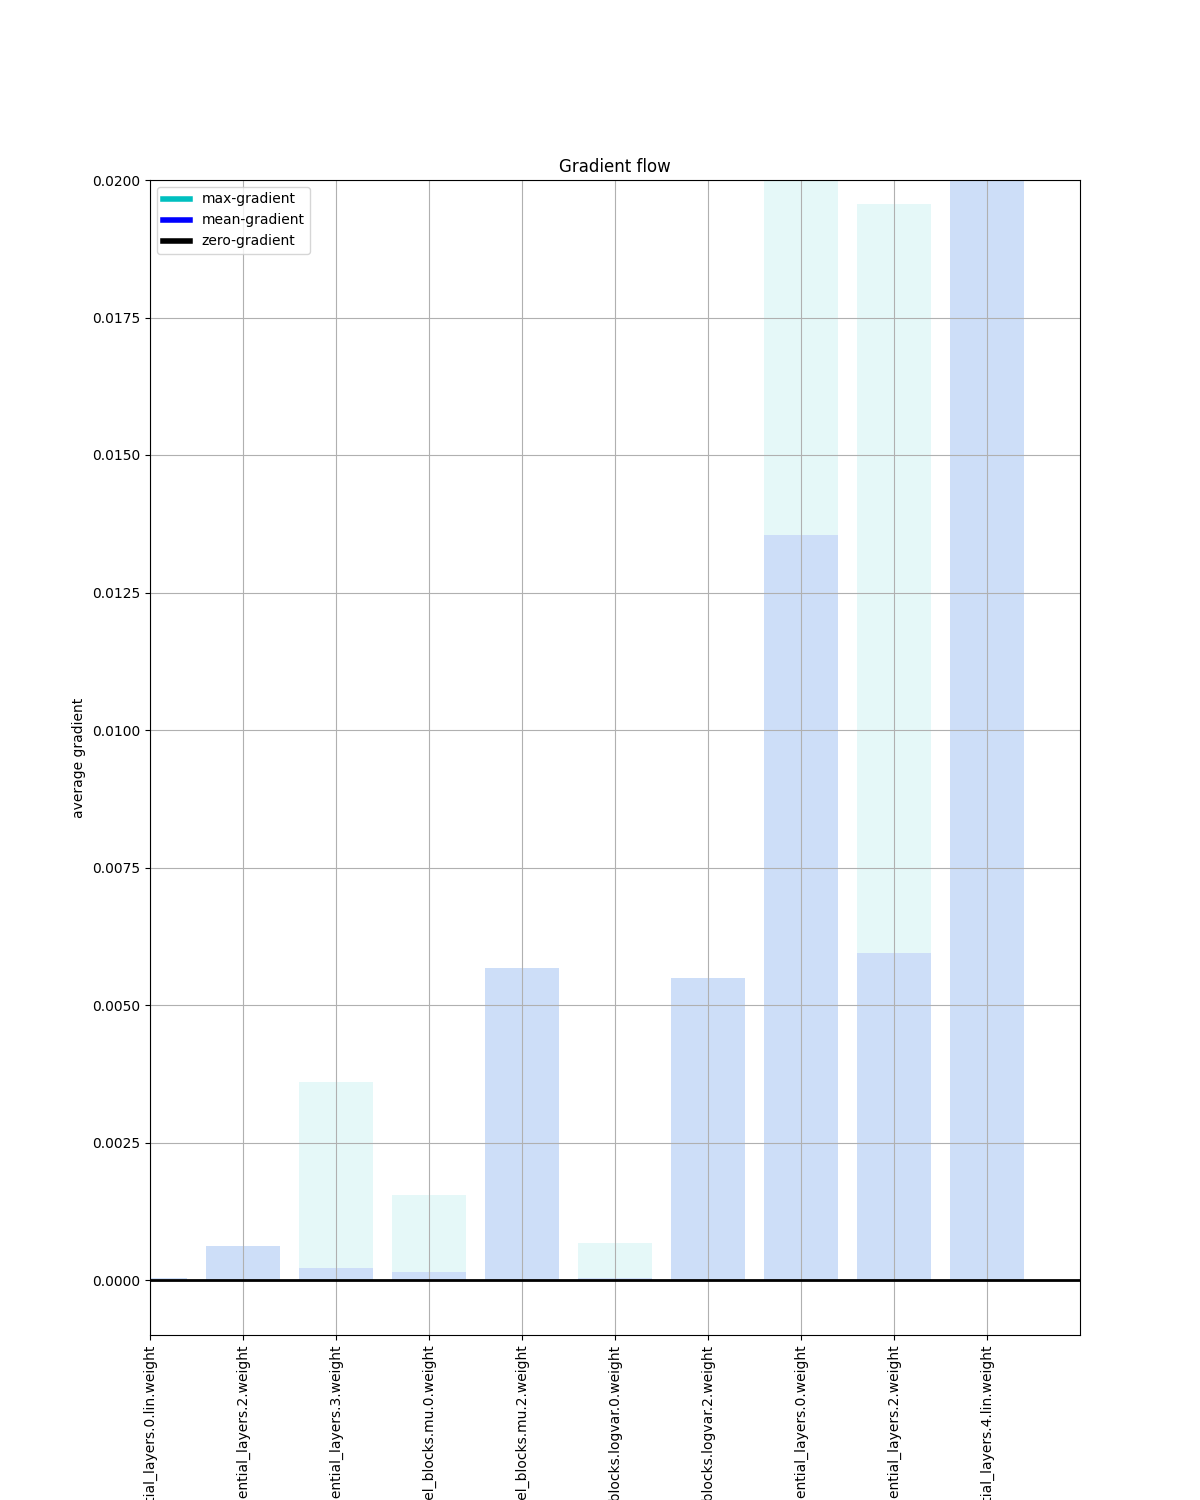 Gradient flow
max-gradient
mean-gradient
zero-gradient
0.0200
0.0175
0.0150
0.0125
0.0100
0.0075
0.0050
0.0025
0.0000
average gradient
tial_layers.0.lin.weight
ential_layers.2.weight
ential_layers.3.weight
el_blocks.mu.0.weight
el_blocks.mu.2.weight
blocks.logvar.0.weight
blocks.logvar.2.weight
ential_layers.0.weight
ential_layers.2.weight
tial_layers.4.lin.weight